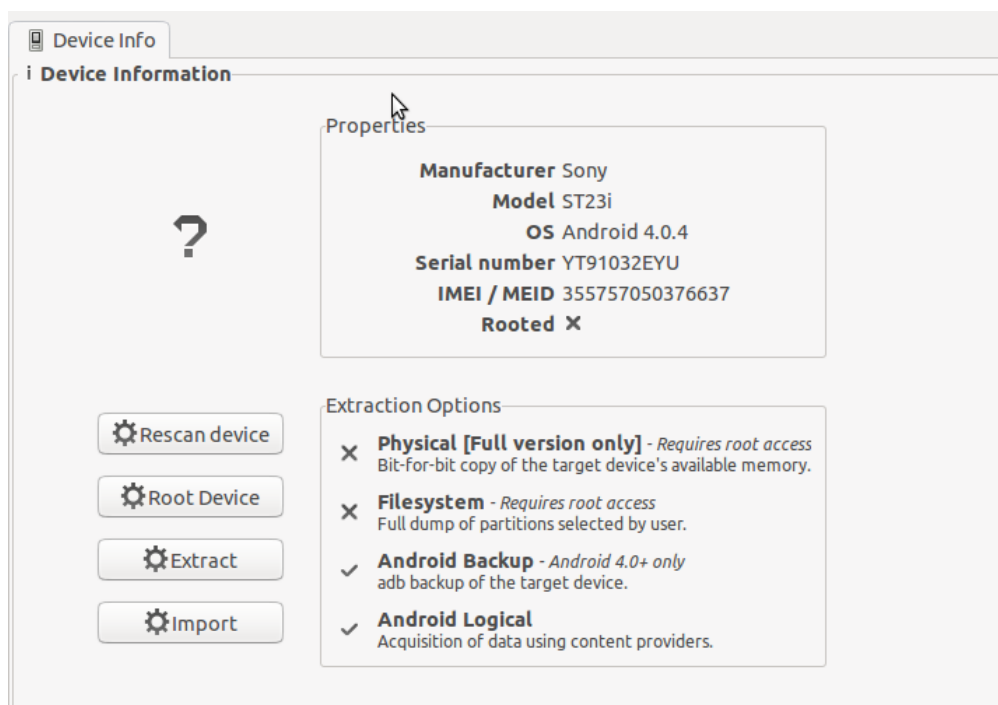 Device Info
i Device Information
Properties
Manufacturer Sony
Model ST23i
OS Android 4.0.4
Serial number YT91032EYU
IMEI / MEID 355757050376637
Rooted ✕
?
Rescan device
Root Device
Extract
Import
Extraction Options
Physical [Full version only] - Requires root access
Bit-for-bit copy of the target device's available memory.
Filesystem - Requires root access
Full dump of partitions selected by user.
Android Backup - Android 4.0+ only
adb backup of the target device.
Android Logical
Acquisition of data using content providers.